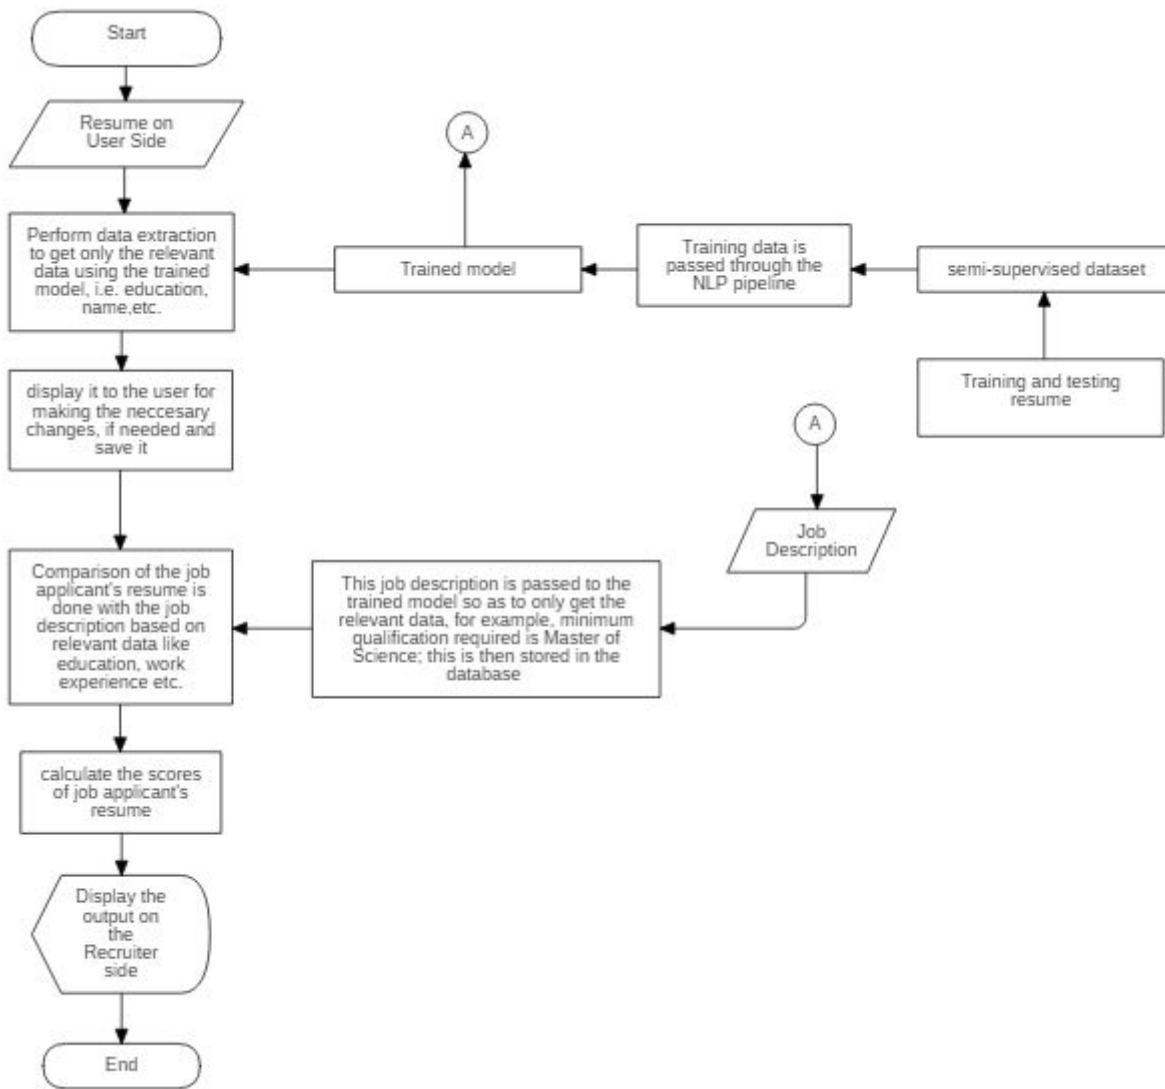 Start
Resume on
User Side
A
Perform data extraction
to get only the relevant
data using the trained
model, i.e. education,
name,etc.
Trained model
Training data is
passed through the
NLP pipeline
semi-supervised dataset
Training and testing
resume
display it to the user for
making the neccesary
changes, if needed and
save it
A
Job
Description
Comparison of the job
applicant's resume is
done with the job
description based on
relevant data like
education, work
experience etc.
This job description is passed to the
trained model so as to only get the
relevant data, for example, minimum
qualification required is Master of
Science; this is then stored in the
database
calculate the scores
of job applicant's
resume
Display the
output on
the
Recruiter
side
End